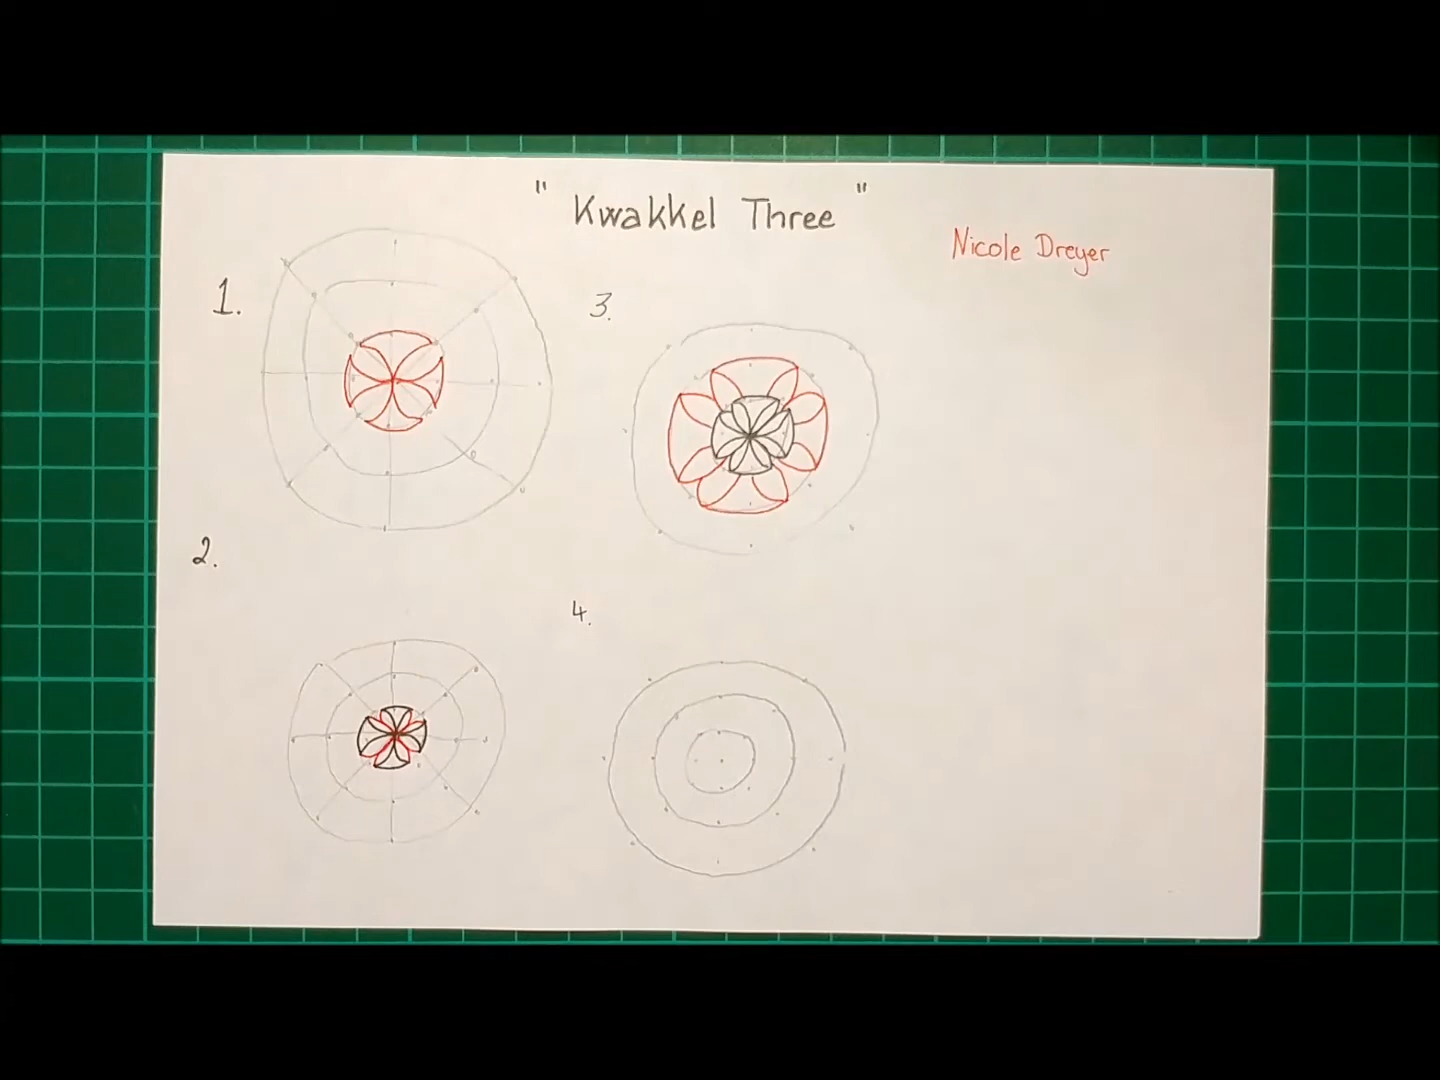 " Kwakkel Three "
Nicole Dreyer
1.
2.
3.
4.